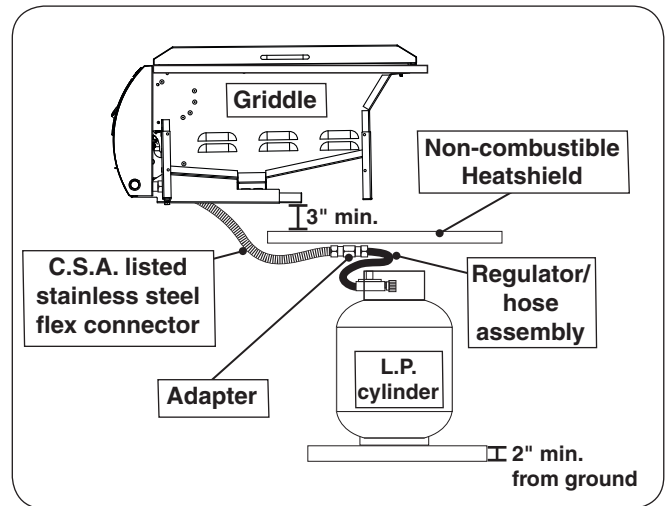 Griddle
Non-combustible
Heatshield
3" min.
C.S.A. listed
stainless steel
flex connector
Regulator/
hose
assembly
Adapter
L.P.
cylinder
2" min.
from ground